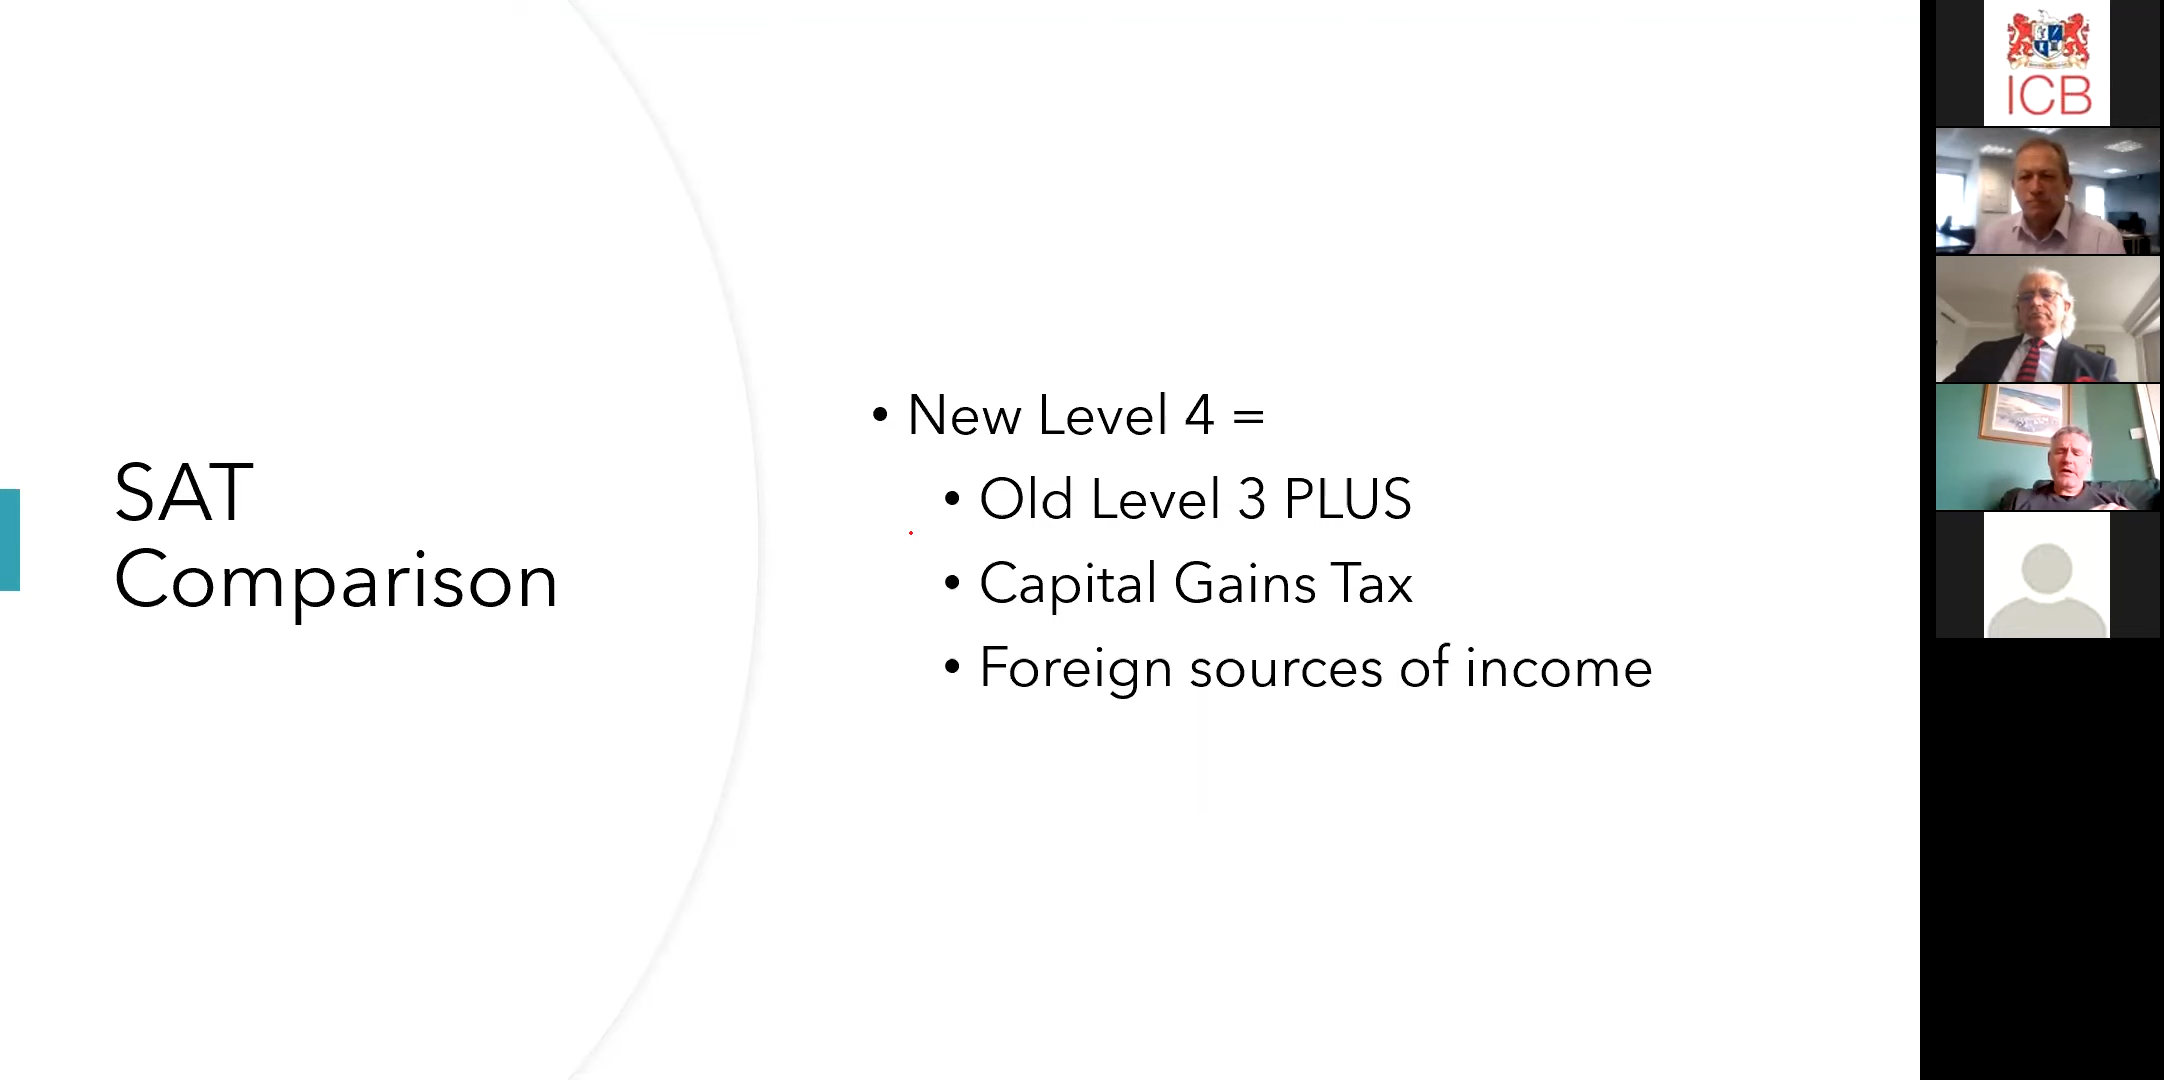 SAT
Comparison
• New Level 4 =
• Old Level 3 PLUS
• Capital Gains Tax
• Foreign sources of income
ICB